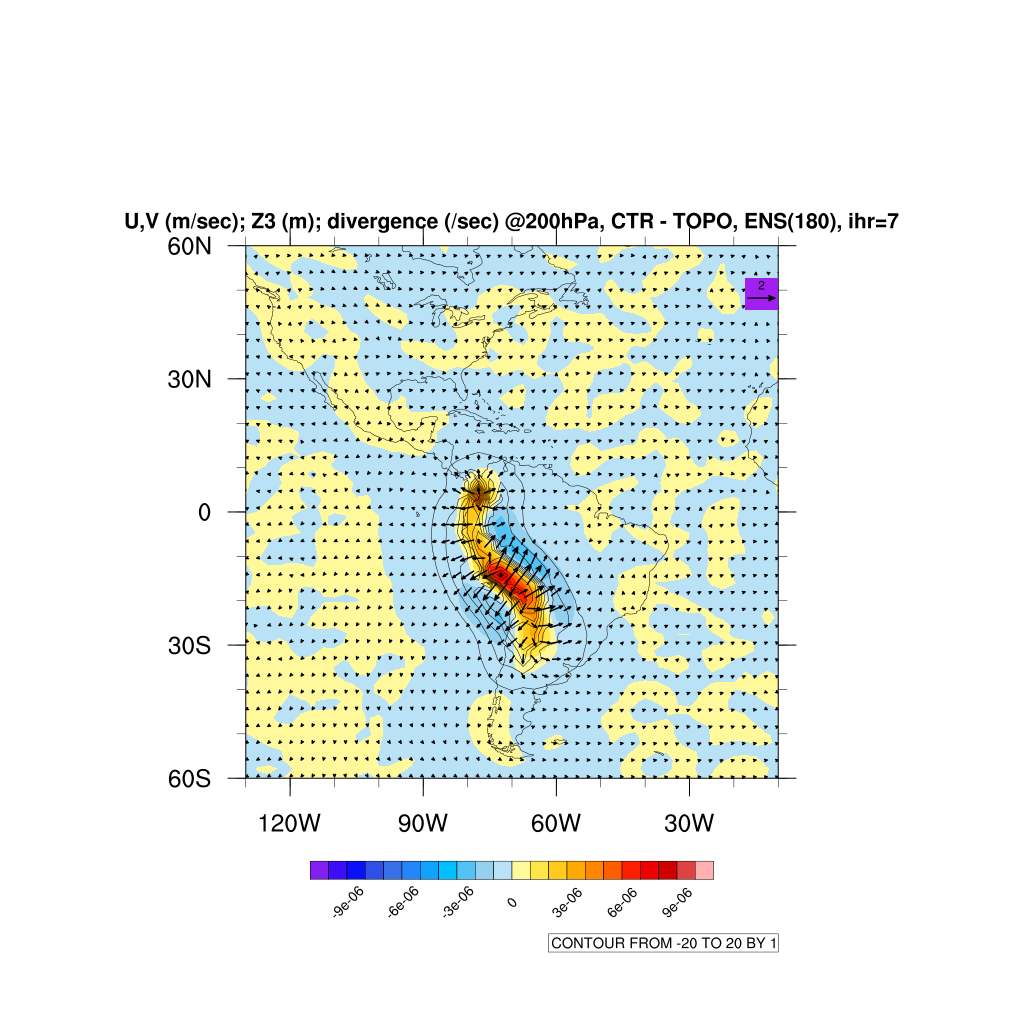 U,V (m/sec); Z3 (m); divergence (/sec) @200hPa, CTR - TOPO, ENS(180), ihr=7
60N
2
30N
0
30S
60S
120W 90W 60W 30W
-9e-06 -6e-06 -3e-06 0 3e-06 6e-06 9e-06
CONTOUR FROM -20 TO 20 BY 1